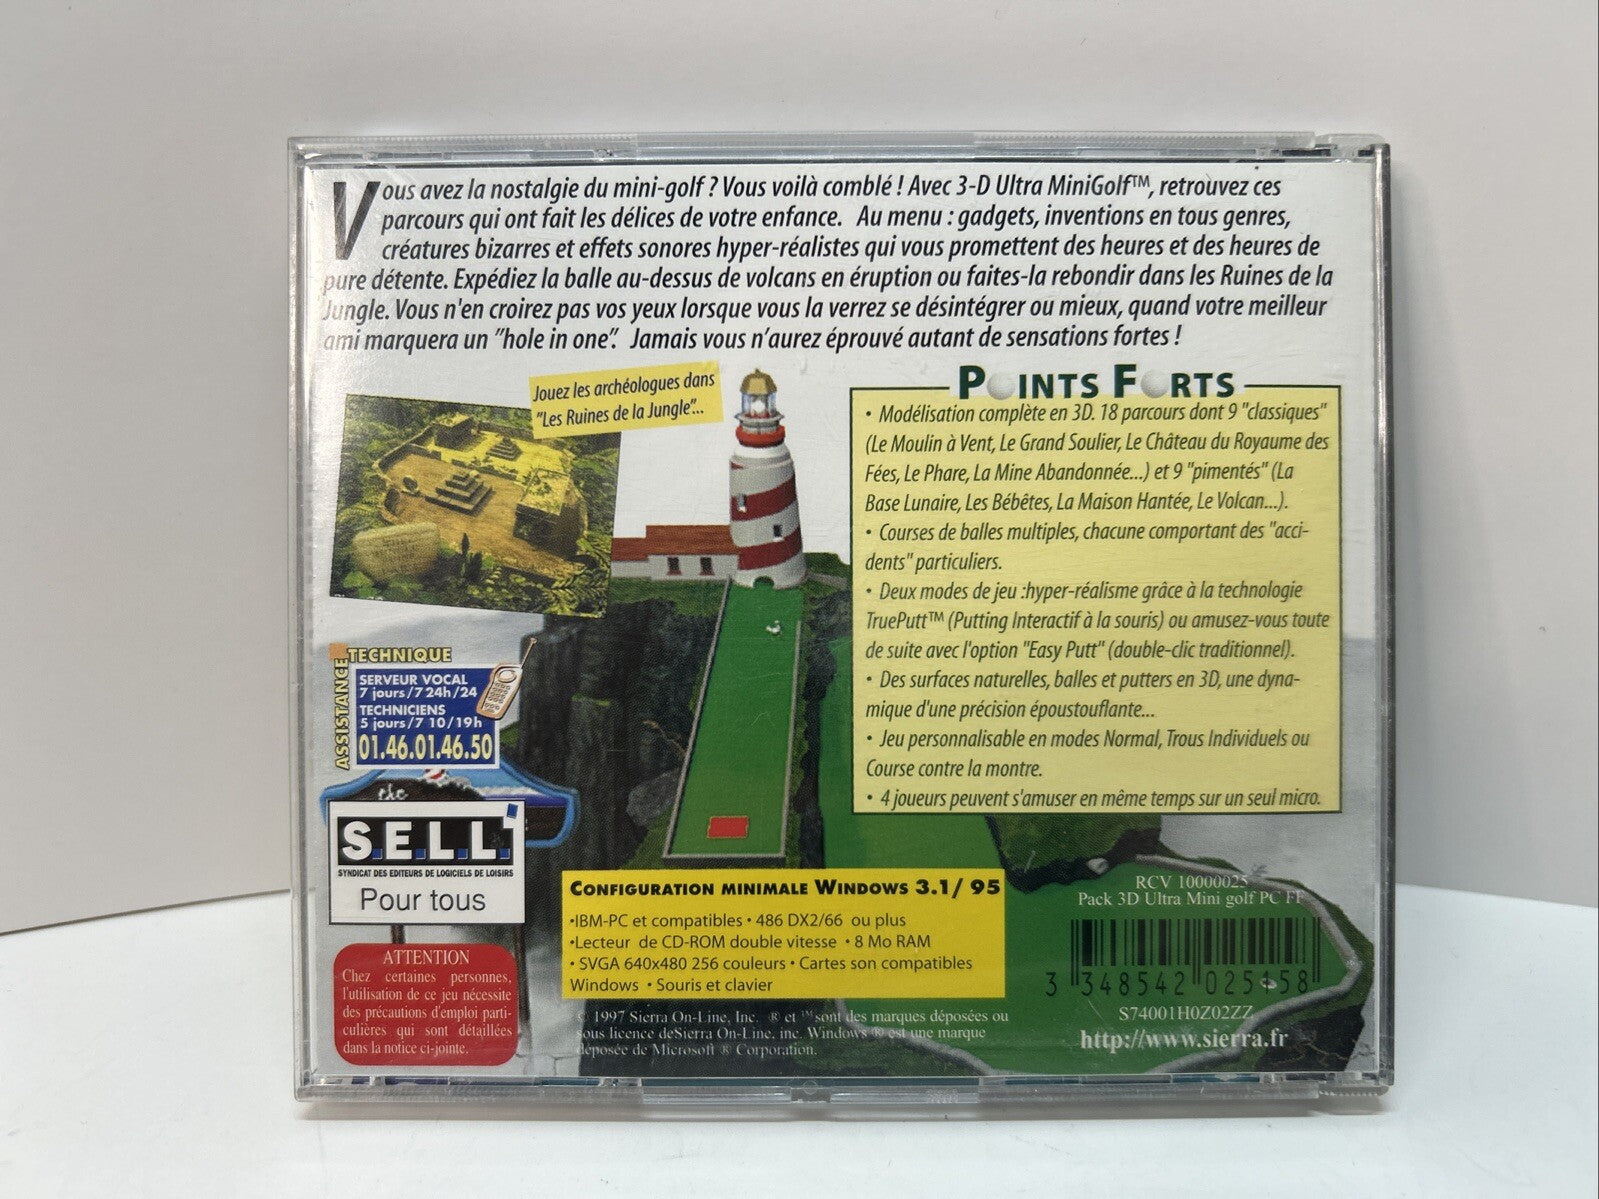 Vous avez la nostalgie du mini-golf ? Vous voilà comblé ! Avec 3-D Ultra MiniGolf™, retrouvez ces
parcours qui ont fait les délices de votre enfance. Au menu : gadgets, inventions en tous genres,
créatures bizarres et effets sonores hyper-réalistes qui vous promettent des heures et des heures de
pure détente. Expédiez la balle au-dessus de volcans en éruption ou faites-la rebondir dans les Ruines de la
Jungle. Vous n'en croirez pas vos yeux lorsque vous la verrez se désintégrer ou mieux, quand votre meilleur
ami marquera un "hole in one". Jamais vous n'aurez éprouvé autant de sensations fortes !
Jouez les archéologues dans
"Les Ruines de la Jungle"...
POINTS FORTS
• Modélisation complète en 3D. 18 parcours dont 9 "classiques"
(Le Moulin à Vent, Le Grand Soulier, Le Château du Royaume des
Fées, Le Phare, La Mine Abandonnée...) et 9 "pimentés" (La
Base Lunaire, Les Bébêtes, La Maison Hantée, Le Volcan...).
• Courses de balles multiples, chacune comportant des "acci-
dents" particuliers.
• Deux modes de jeu :hyper-réalisme grâce à la technologie
TruePutt™ (Putting Interactif à la souris) ou amusez-vous toute
de suite avec l'option "Easy Putt" (double-clic traditionnel).
• Des surfaces naturelles, balles et putters en 3D, une dyna-
mique d'une précision époustouflante...
• Jeu personnalisable en modes Normal, Trous Individuels ou
Course contre la montre.
• 4 joueurs peuvent s'amuser en même temps sur un seul micro.
ASSISTANCE TECHNIQUE
SERVEUR VOCAL
7 jours/7 24h/24
TECHNICIENS
5 jours/7 10/19h
01.46.01.46.50
the
S.E.L.L.
SYNDICAT DES EDITEURS DE LOGICIELS DE LOISIRS
Pour tous
ATTENTION
Chez certaines personnes,
l'utilisation de ce jeu nécessite
des précautions d'emploi parti-
culières qui sont détaillées
dans la notice ci-jointe.
CONFIGURATION MINIMALE WINDOWS 3.1/ 95
•IBM-PC et compatibles • 486 DX2/66 ou plus
•Lecteur de CD-ROM double vitesse • 8 Mo RAM
• SVGA 640x480 256 couleurs • Cartes son compatibles
Windows • Souris et clavier
© 1997 Sierra On-Line, Inc. ® et ™ sont des marques déposées ou
sous licence deSierra On-Line, inc. Windows ® est une marque
déposée de Microsoft ® Corporation.
RCV 10000025
Pack 3D Ultra Mini golf PC FF
3 348542 025158
S74001H0Z02ZZ
http://www.sierra.fr